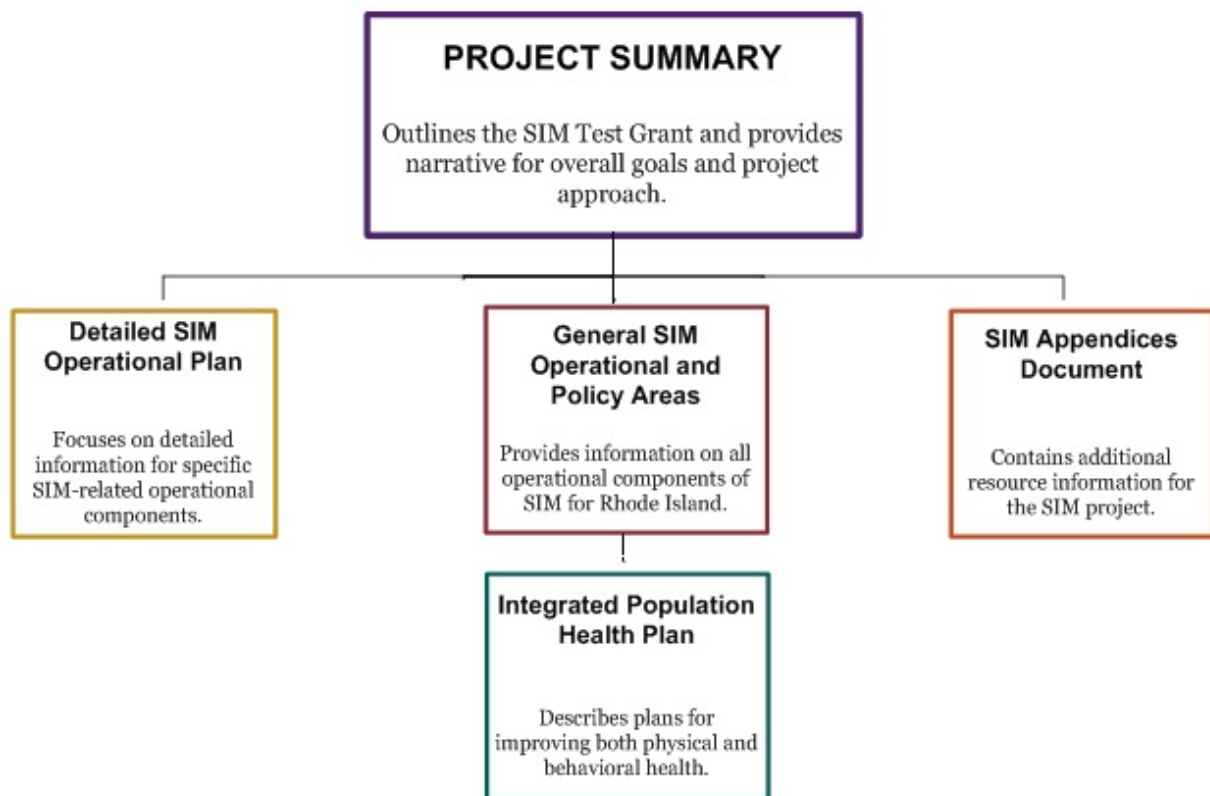 PROJECT SUMMARY
Outlines the SIM Test Grant and provides
narrative for overall goals and project
approach.
Detailed SIM
Operational Plan
Focuses on detailed
information for specific
SIM-related operational
components.
General SIM
Operational and
Policy Areas
Provides information on all
operational components of
SIM for Rhode Island.
SIM Appendices
Document
Contains additional
resource information for
the SIM project.
Integrated Population
Health Plan
Describes plans for
improving both physical and
behavioral health.